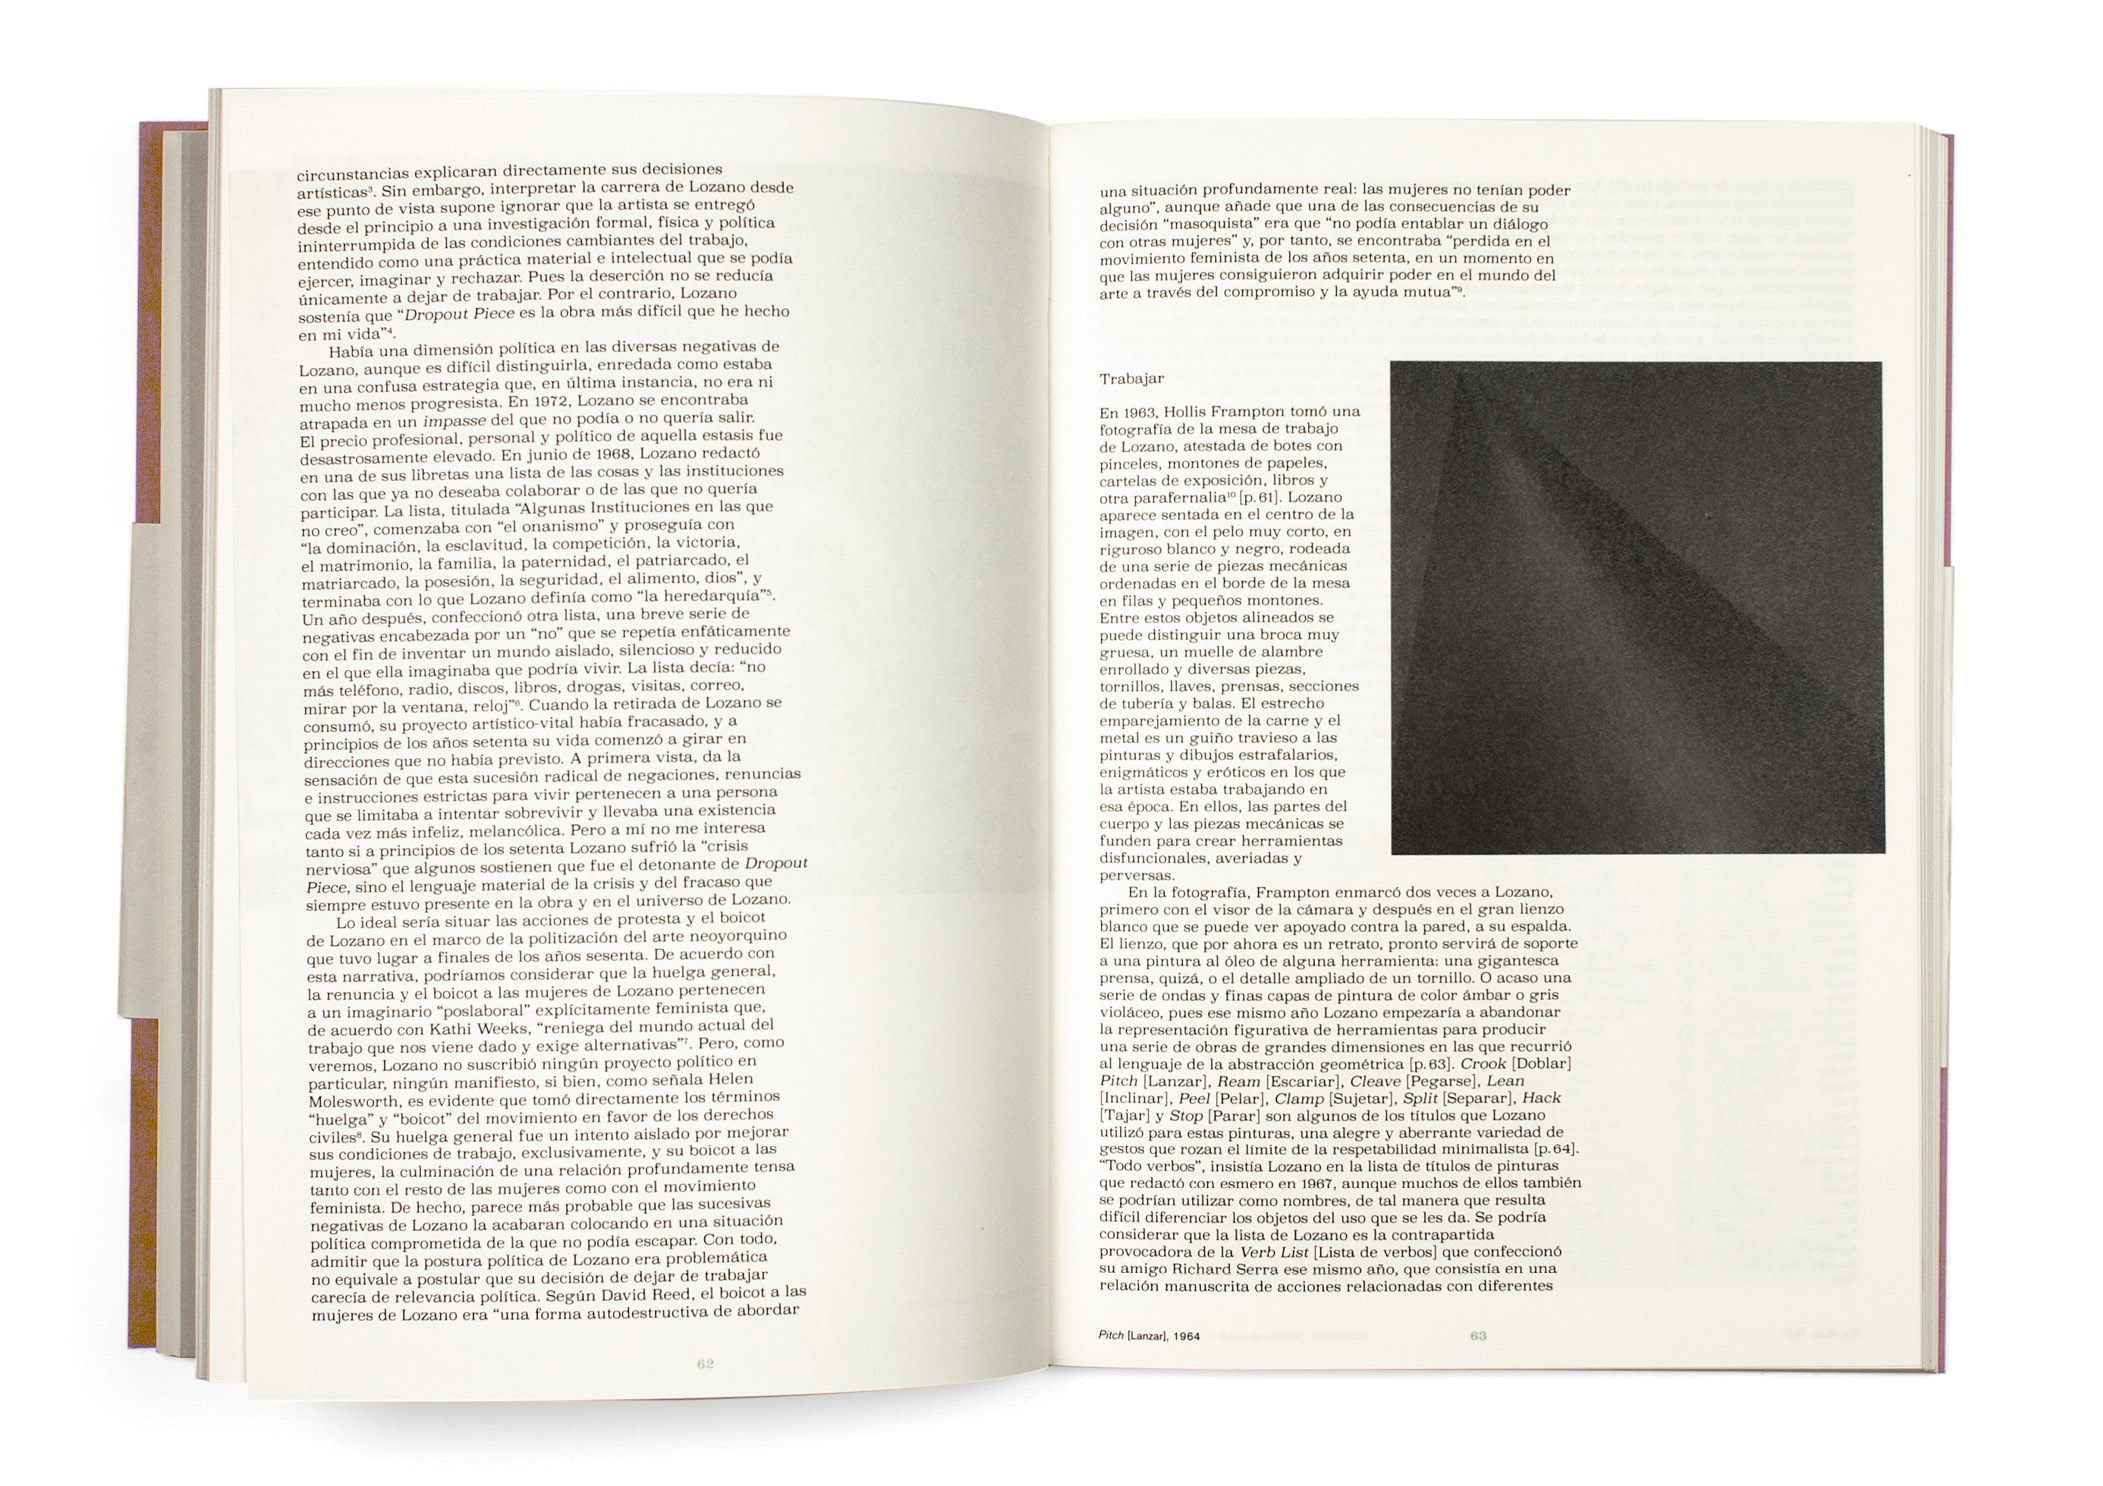 circunstancias explicaran directamente sus decisiones
artísticas³. Sin embargo, interpretar la carrera de Lozano desde
ese punto de vista supone ignorar que la artista se entregó
desde el principio a una investigación formal, física y política
ininterrumpida de las condiciones cambiantes del trabajo,
entendido como una práctica material e intelectual que se podía
ejercer, imaginar y rechazar. Pues la deserción no se reducía
únicamente a dejar de trabajar. Por el contrario, Lozano
sostenía que “Dropout Piece es la obra más difícil que he hecho
en mi vida”⁴.
Había una dimensión política en las diversas negativas de
Lozano, aunque es difícil distinguirla, enredada como estaba
en una confusa estrategia que, en última instancia, no era ni
mucho menos progresista. En 1972, Lozano se encontraba
atrapada en un impasse del que no podía o no quería salir.
El precio profesional, personal y político de aquella estasis fue
desastrosamente elevado. En junio de 1968, Lozano redactó
en una de sus libretas una lista de las cosas y las instituciones
con las que ya no deseaba colaborar o de las que no quería
participar. La lista, titulada “Algunas Instituciones en las que
no creo”, comenzaba con “el onanismo” y proseguía con
“la dominación, la esclavitud, la competición, la victoria,
el matrimonio, la familia, la paternidad, el patriarcado, el
matriarcado, la posesión, la seguridad, el alimento, dios”, y
terminaba con lo que Lozano definía como “la heredarquía”⁵.
Un año después, confeccionó otra lista, una breve serie de
negativas encabezada por un “no” que se repetía enfáticamente
con el fin de inventar un mundo aislado, silencioso y reducido
en el que ella imaginaba que podría vivir. La lista decía: “no
más teléfono, radio, discos, libros, drogas, visitas, correo,
mirar por la ventana, reloj”⁶. Cuando la retirada de Lozano se
consumó, su proyecto artístico-vital había fracasado, y a
principios de los años setenta su vida comenzó a girar en
direcciones que no había previsto. A primera vista, da la
sensación de que esta sucesión radical de negaciones, renuncias
e instrucciones estrictas para vivir pertenecen a una persona
que se limitaba a intentar sobrevivir y llevaba una existencia
cada vez más infeliz, melancólica. Pero a mí no me interesa
tanto si a principios de los setenta Lozano sufrió la “crisis
nerviosa” que algunos sostienen que fue el detonante de Dropout
Piece, sino el lenguaje material de la crisis y del fracaso que
siempre estuvo presente en la obra y en el universo de Lozano.
Lo ideal sería situar las acciones de protesta y el boicot
de Lozano en el marco de la politización del arte neoyorquino
que tuvo lugar a finales de los años sesenta. De acuerdo con
esta narrativa, podríamos considerar que la huelga general,
la renuncia y el boicot a las mujeres de Lozano pertenecen
a un imaginario “poslaboral” explícitamente feminista que,
de acuerdo con Kathi Weeks, “reniega del mundo actual del
trabajo que nos viene dado y exige alternativas”⁷. Pero, como
veremos, Lozano no suscribió ningún proyecto político en
particular, ningún manifiesto, si bien, como señala Helen
Molesworth, es evidente que tomó directamente los términos
“huelga” y “boicot” del movimiento en favor de los derechos
civiles⁸. Su huelga general fue un intento aislado por mejorar
sus condiciones de trabajo, exclusivamente, y su boicot a las
mujeres, la culminación de una relación profundamente tensa
tanto con el resto de las mujeres como con el movimiento
feminista. De hecho, parece más probable que las sucesivas
negativas de Lozano la acabaran colocando en una situación
política comprometida de la que no podía escapar. Con todo,
admitir que la postura política de Lozano era problemática
no equivale a postular que su decisión de dejar de trabajar
carecía de relevancia política. Según David Reed, el boicot a las
mujeres de Lozano era “una forma autodestructiva de abordar
62
una situación profundamente real: las mujeres no tenían poder
alguno”, aunque añade que una de las consecuencias de su
decisión “masoquista” era que “no podía entablar un diálogo
con otras mujeres” y, por tanto, se encontraba “perdida en el
movimiento feminista de los años setenta, en un momento en
que las mujeres consiguieron adquirir poder en el mundo del
arte a través del compromiso y la ayuda mutua”⁹.
Trabajar
En 1963, Hollis Frampton tomó una
fotografía de la mesa de trabajo
de Lozano, atestada de botes con
pinceles, montones de papeles,
cartelas de exposición, libros y
otra parafernalia¹⁰ [p. 61]. Lozano
aparece sentada en el centro de la
imagen, con el pelo muy corto, en
riguroso blanco y negro, rodeada
de una serie de piezas mecánicas
ordenadas en el borde de la mesa
en filas y pequeños montones.
Entre estos objetos alineados se
puede distinguir una broca muy
gruesa, un muelle de alambre
enrollado y diversas piezas,
tornillos, llaves, prensas, secciones
de tubería y balas. El estrecho
emparejamiento de la carne y el
metal es un guiño travieso a las
pinturas y dibujos estrafalarios,
enigmáticos y eróticos en los que
la artista estaba trabajando en
esa época. En ellos, las partes del
cuerpo y las piezas mecánicas se
funden para crear herramientas
disfuncionales, averiadas y
perversas.
En la fotografía, Frampton enmarcó dos veces a Lozano,
primero con el visor de la cámara y después en el gran lienzo
blanco que se puede ver apoyado contra la pared, a su espalda.
El lienzo, que por ahora es un retrato, pronto servirá de soporte
a una pintura al óleo de alguna herramienta: una gigantesca
prensa, quizá, o el detalle ampliado de un tornillo. O acaso una
serie de ondas y finas capas de pintura de color ámbar o gris
violáceo, pues ese mismo año Lozano empezaría a abandonar
la representación figurativa de herramientas para producir
una serie de obras de grandes dimensiones en las que recurrió
al lenguaje de la abstracción geométrica [p. 63]. Crook [Doblar]
Pitch [Lanzar], Ream [Escariar], Cleave [Pegarse], Lean
[Inclinar], Peel [Pelar], Clamp [Sujetar], Split [Separar], Hack
[Tajar] y Stop [Parar] son algunos de los títulos que Lozano
utilizó para estas pinturas, una alegre y aberrante variedad de
gestos que rozan el límite de la respetabilidad minimalista [p. 64].
“Todo verbos”, insistía Lozano en la lista de títulos de pinturas
que redactó con esmero en 1967, aunque muchos de ellos también
se podrían utilizar como nombres, de tal manera que resulta
difícil diferenciar los objetos del uso que se les da. Se podría
considerar que la lista de Lozano es la contrapartida
provocadora de la Verb List [Lista de verbos] que confeccionó
su amigo Richard Serra ese mismo año, que consistía en una
relación manuscrita de acciones relacionadas con diferentes
Pitch [Lanzar], 1964
63